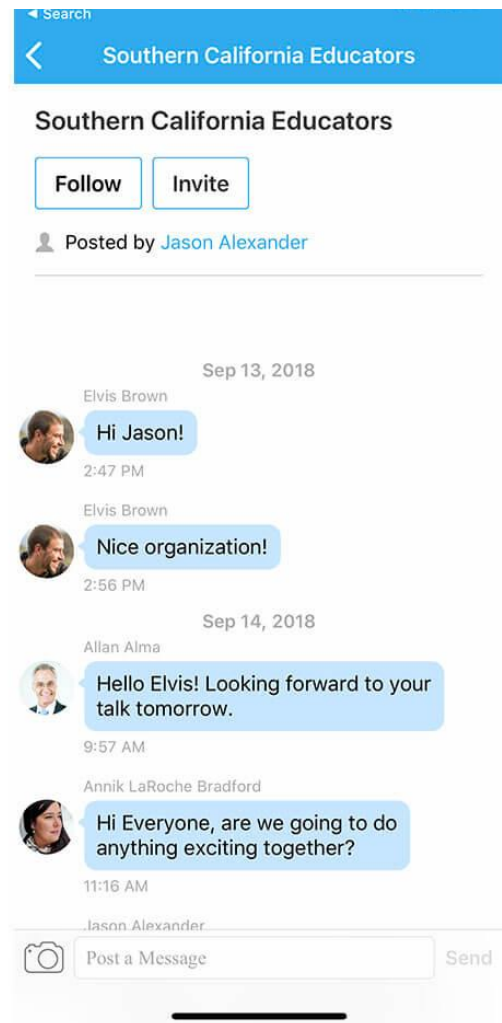 ◀ Search
Southern California Educators
Southern California Educators
Follow
Invite
Posted by Jason Alexander
Sep 13, 2018
Elvis Brown
Hi Jason!
2:47 PM
Elvis Brown
Nice organization!
2:56 PM
Sep 14, 2018
Allan Alma
Hello Elvis! Looking forward to your
talk tomorrow.
9:57 AM
Annik LaRoche Bradford
Hi Everyone, are we going to do
anything exciting together?
11:16 AM
Jason Alexander
Post a Message
Send